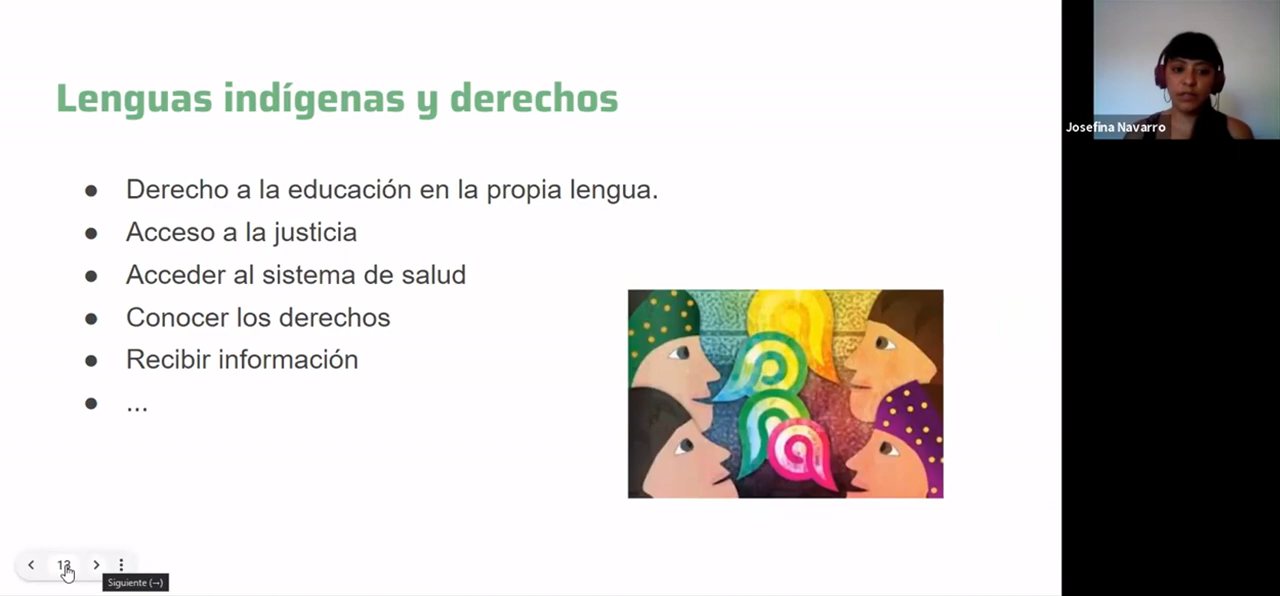 Lenguas indígenas y derechos
● Derecho a la educación en la propia lengua.
● Acceso a la justicia
● Acceder al sistema de salud
● Conocer los derechos
● Recibir información
● ...
Josefina Navarro
Siguiente (→)